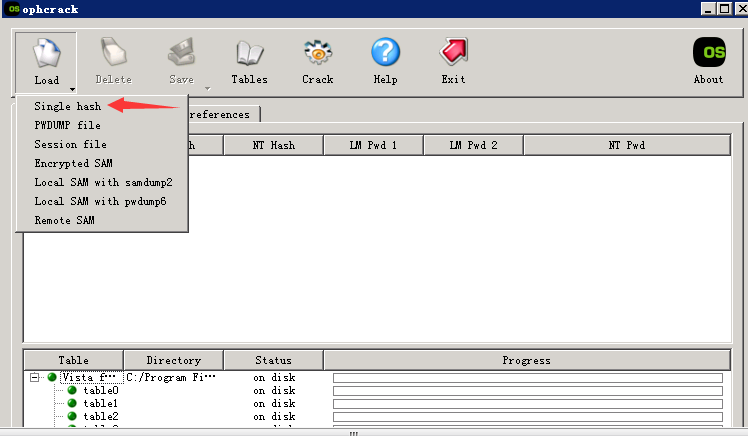 ophcrack
Load Delete Save Tables Crack Help Exit OS About
Single hash
PWDUMP file
Session file
Encrypted SAM
Local SAM with samdump2
Local SAM with pwdump6
Remote SAM
references
h NT Hash LM Pwd 1 LM Pwd 2 NT Pwd
Table Directory Status Progress
Vista f··· C:/Program Fi··· on disk
table0 on disk
table1 on disk
table2 on disk